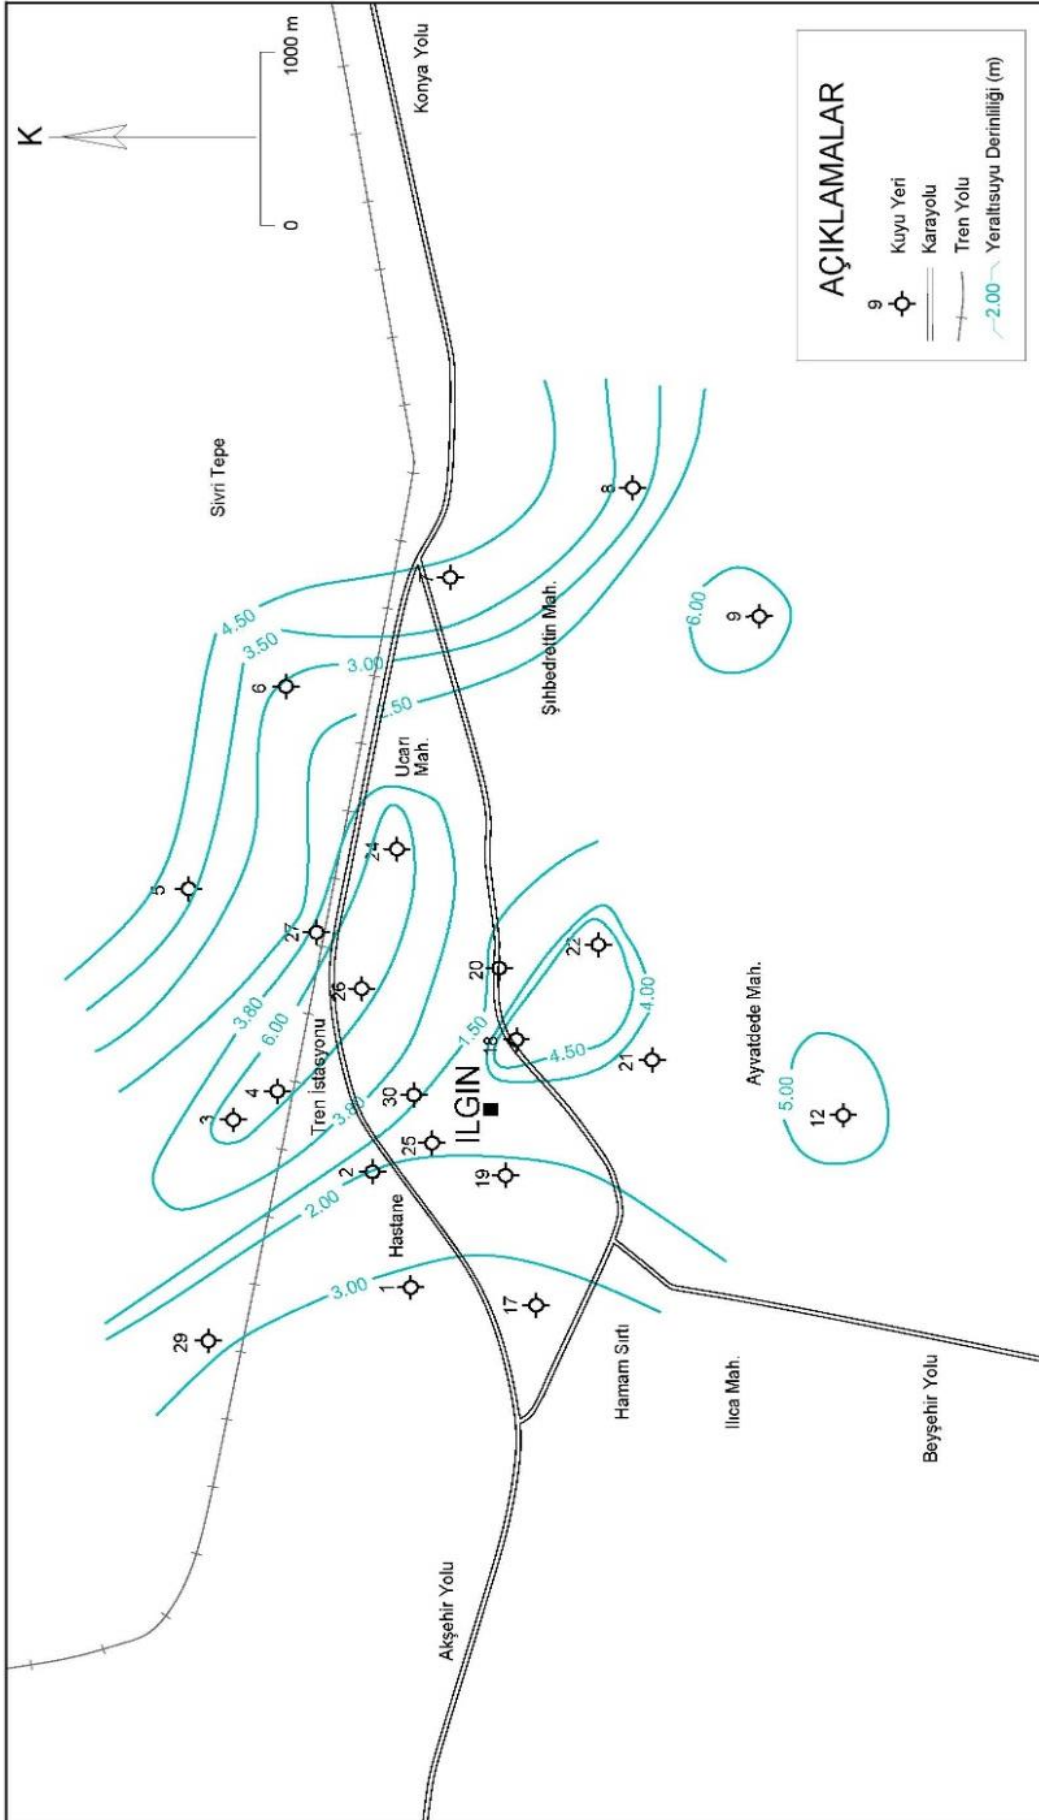 K
0 1000 m
29
5
3
Sivri Tepe
4.50
3.80
4
3.50
6
6.00
27
Tren İstasyonu
2.00
26
2
3.00
3.80
3.00
24
1
Hastane
2.50
Ucarı
Mah.
30
25
7
Konya Yolu
Akşehir Yolu
ILGIN
1.50
20
19
18
17
4.50
22
Şıhbedrettin Mah.
8
Hamam Sırtı
21
4.00
6.00
9
Ilıca Mah.
Ayvatdede Mah.
5.00
12
Beyşehir Yolu
AÇIKLAMALAR
9 Kuyu Yeri
Karayolu
Tren Yolu
2.00 Yeraltısuyu Derinliliği (m)